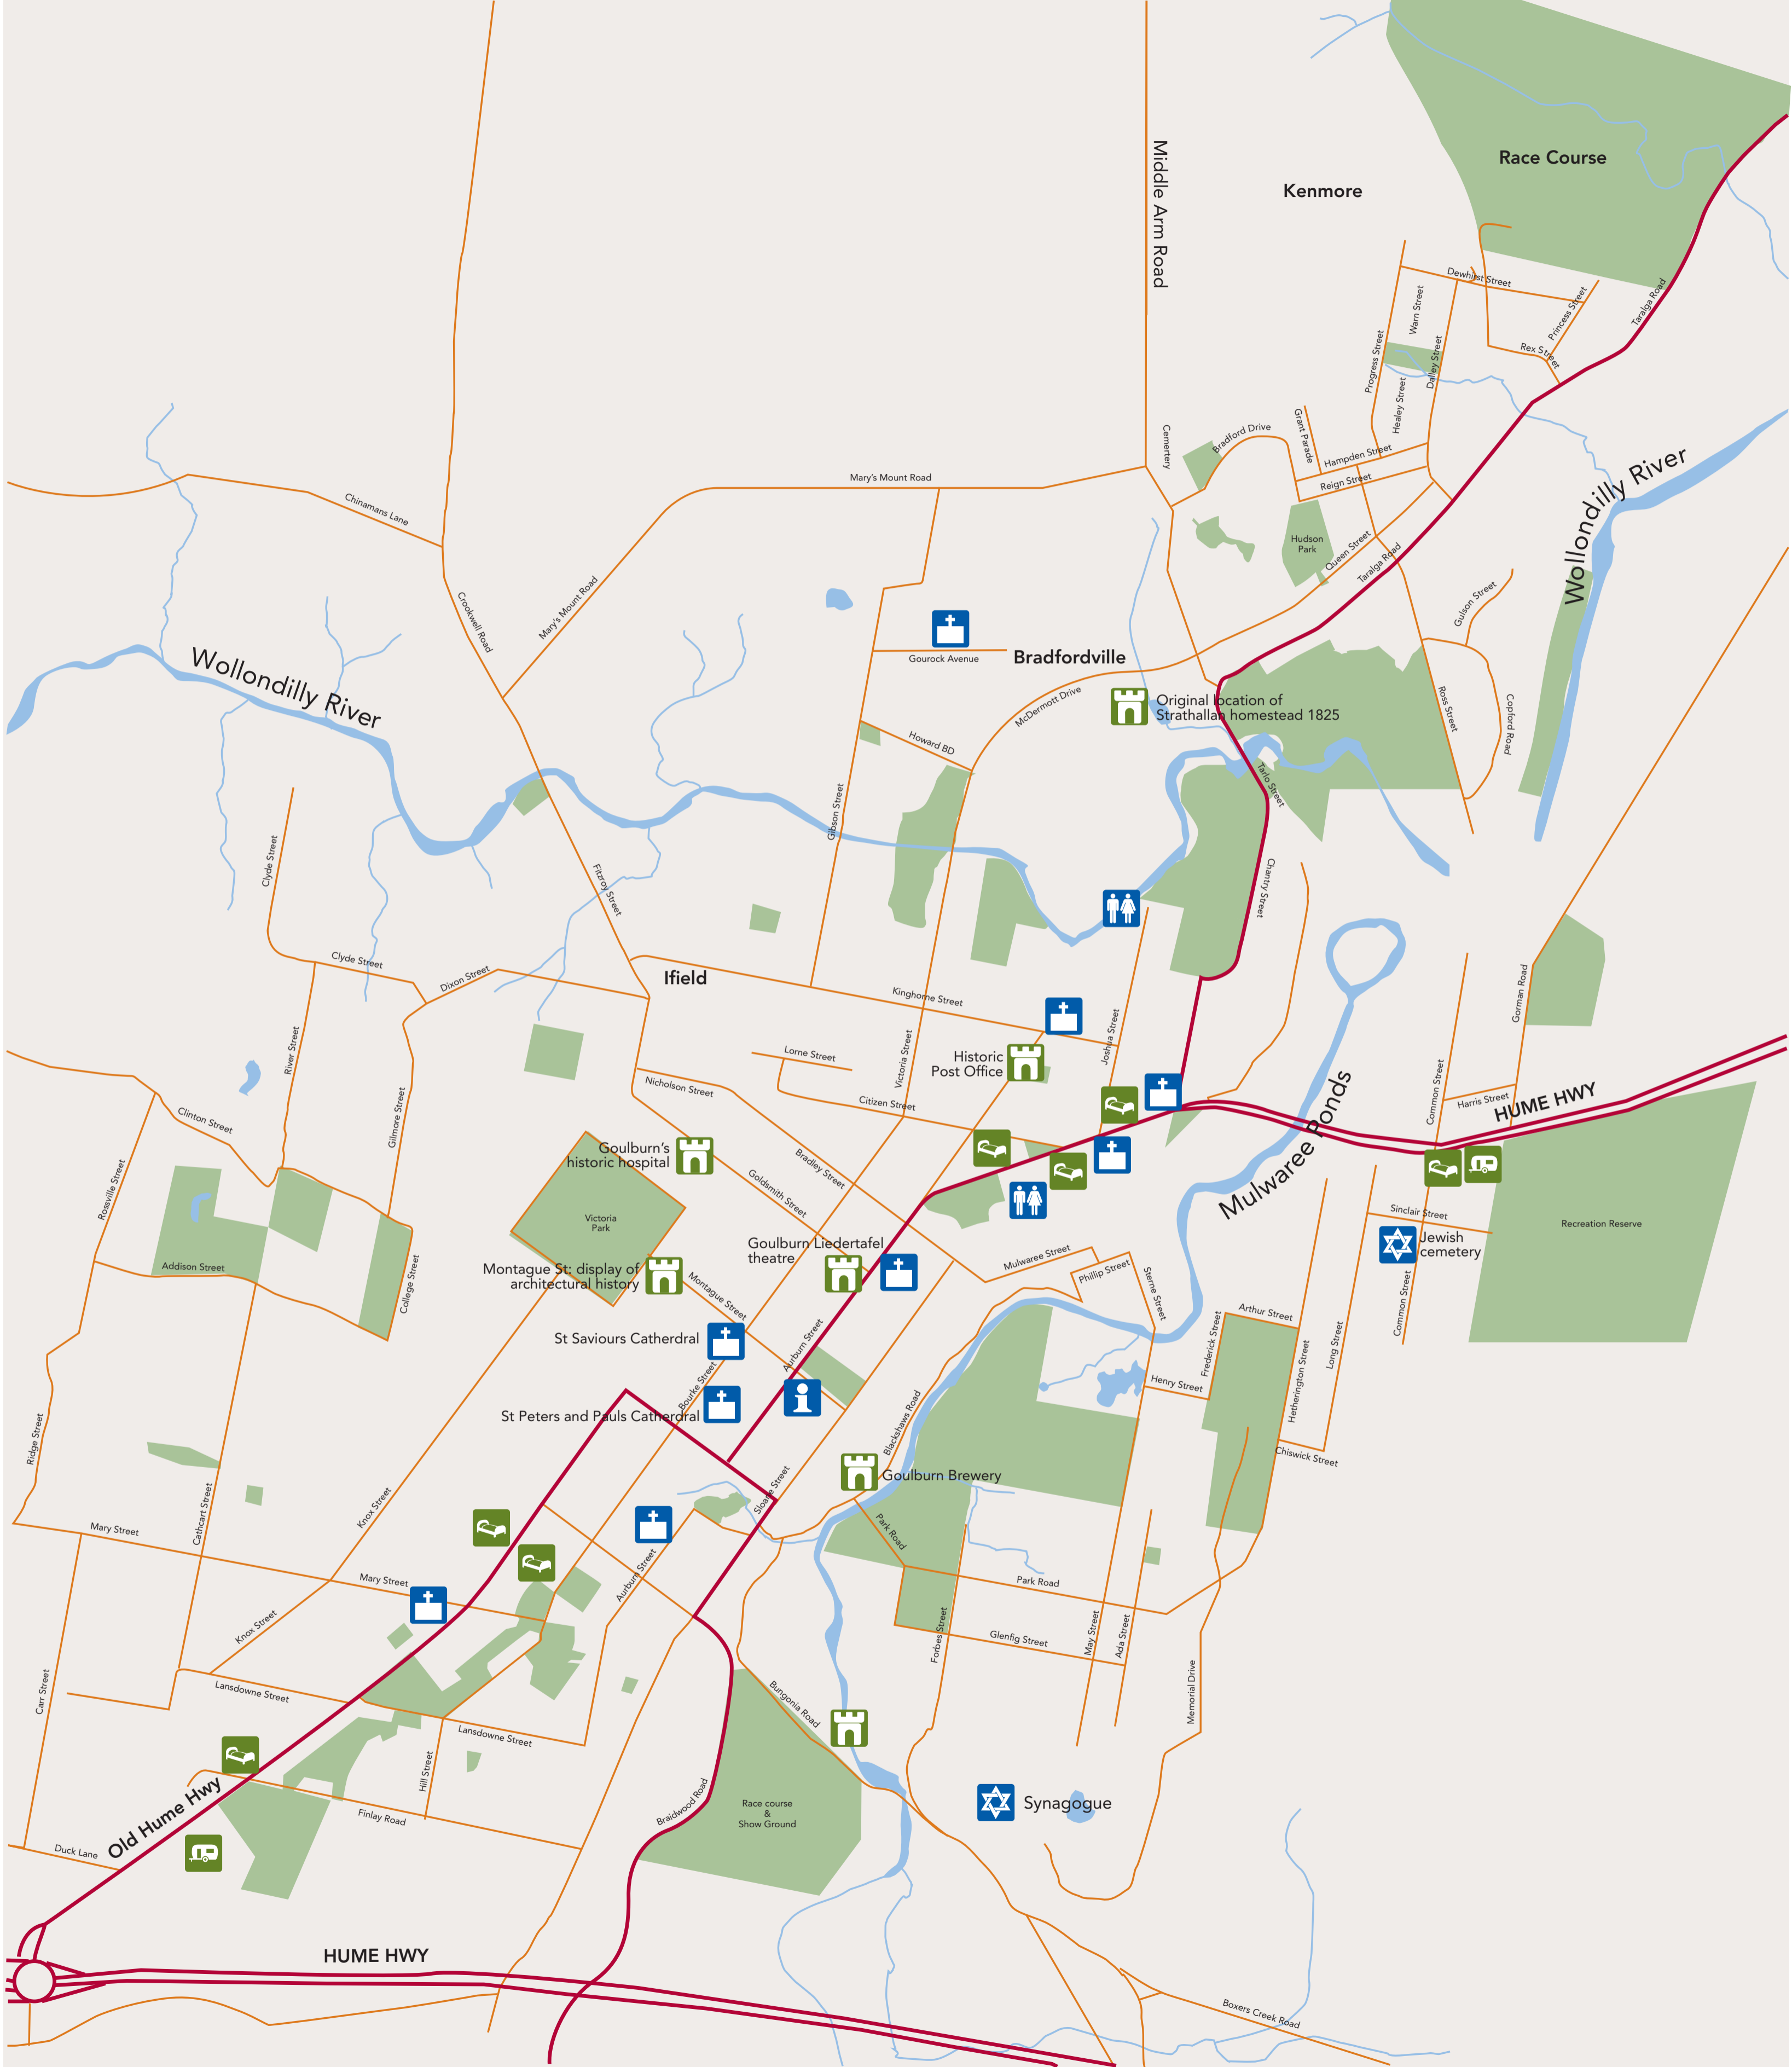 Race Course
Kenmore
Middle Arm Road
Dewhirst Street
Princess Street
Taralga Road
Warn Street
Rex Street
Progress Street
Dalley Street
Healey Street
Grant Parade
Cemertery
Bradford Drive
Hampden Street
Reign Street
Mary's Mount Road
Wollondilly River
Chinamans Lane
Hudson
Park
Queen Street
Taralga Road
Gulson Street
Crookwell Road
Mary's Mount Road
Gourock Avenue
Bradfordville
Wollondilly River
McDermott Drive
Original location of
Strathallan homestead 1825
Ross Street
Copford Road
Howard BD
Tarlo Street
Gibson Street
Clyde Street
Fitzroy Street
Chantry Street
Clyde Street
Dixon Street
Ifield
Kinghorne Street
Gorman Road
River Street
Joshua Street
Lorne Street
Victoria Street
Historic
Post Office
Nicholson Street
Citizen Street
Common Street
Harris Street
HUME HWY
Clinton Street
Gilmore Street
Mulwaree Ponds
Goulburn's
historic hospital
Bradley Street
Goldsmith Street
Rossville Street
Victoria
Park
Sinclair Street
Recreation Reserve
Jewish
cemetery
Goulburn Liedertafel
theatre
Mulwaree Street
Phillip Street
Sterne Street
Addison Street
College Street
Montague St: display of
architectural history
Montague Street
Common Street
Arthur Street
Frederick Street
Long Street
St Saviours Catherdral
Aurburn Street
Hetherington Street
Henry Street
Bourke Street
St Peters and Pauls Catherdral
Blackshaws Road
Ridge Street
Chiswick Street
Goulburn Brewery
Sloane Street
Knox Street
Cathcart Street
Mary Street
Park Road
Aurburn Street
Mary Street
Park Road
Knox Street
Forbes Street
Glenfig Street
May Street
Ada Street
Memorial Drive
Carr Street
Lansdowne Street
Bungonia Road
Lansdowne Street
Hill Street
Old Hume Hwy
Finlay Road
Braidwood Road
Race course
&
Show Ground
Synagogue
Duck Lane
HUME HWY
Boxers Creek Road